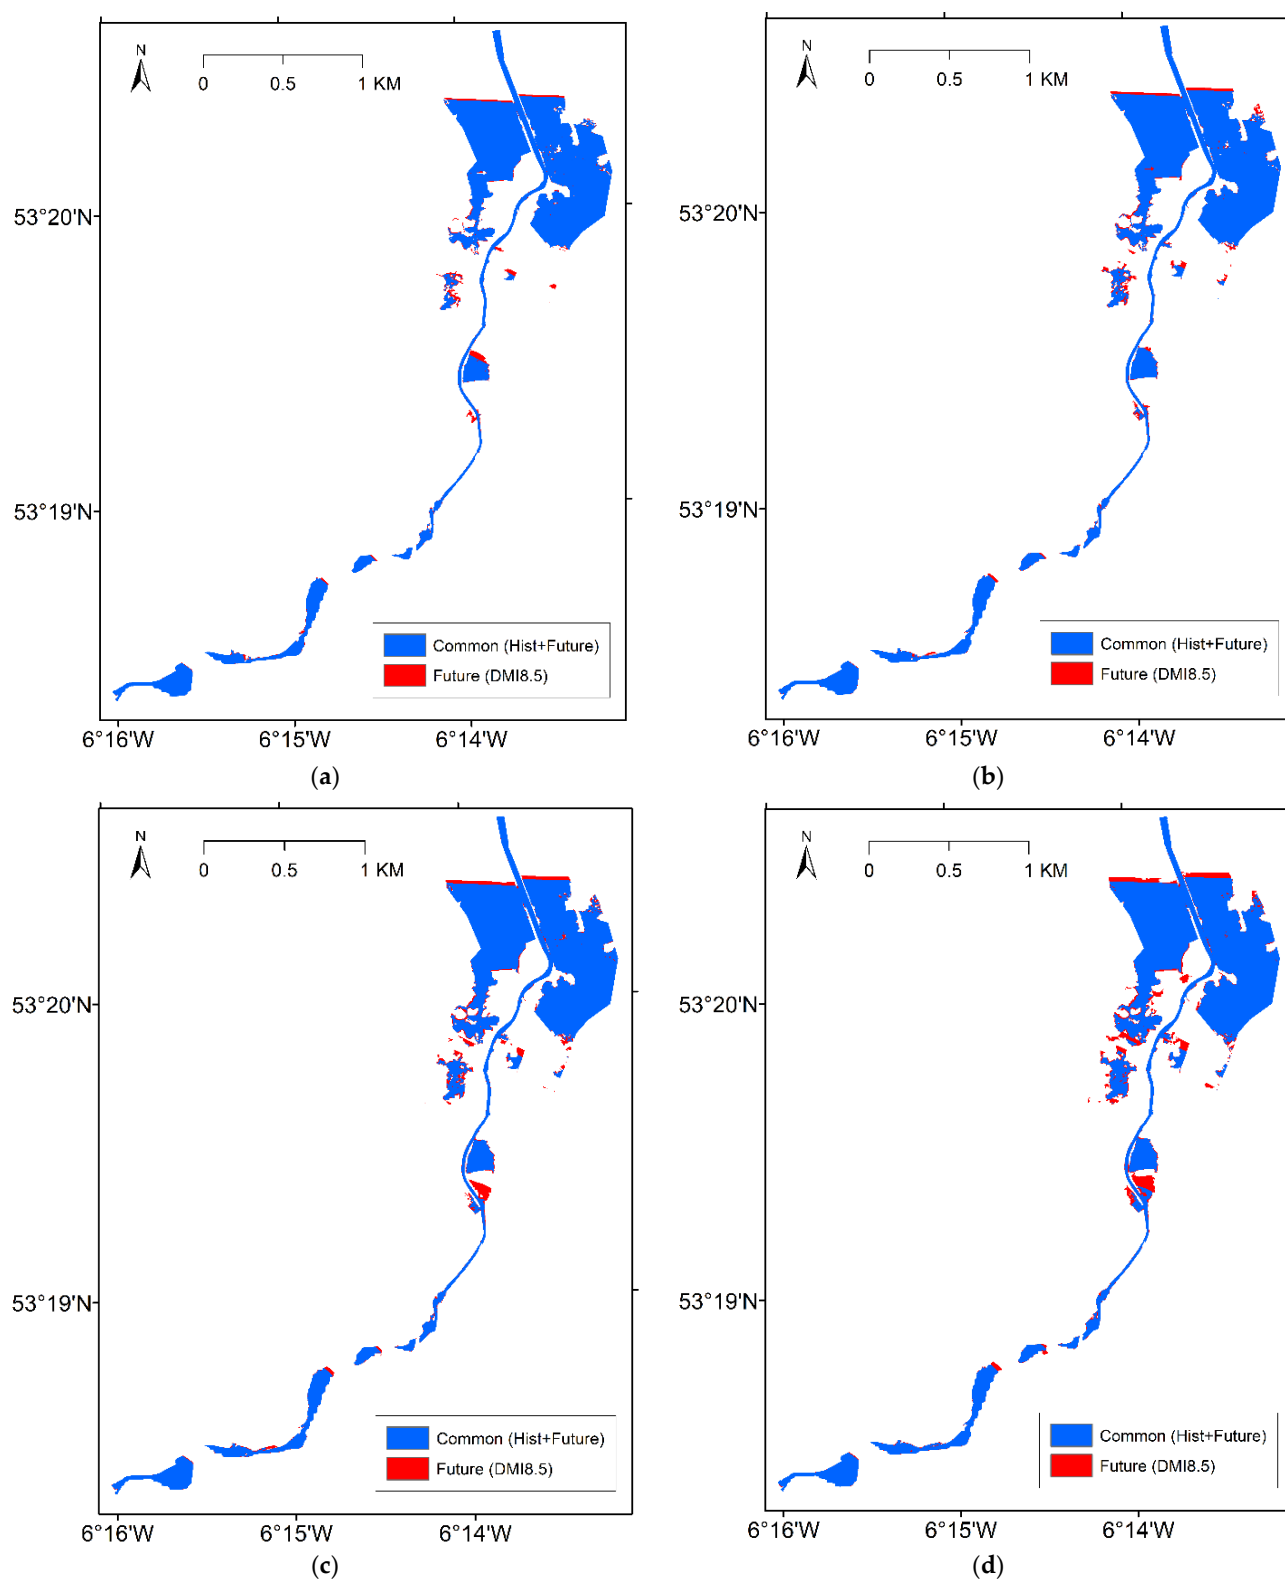 N
0 0.5 1 KM
53°20'N
53°19'N
Common (Hist+Future)
Future (DMI8.5)
6°16'W 6°15'W 6°14'W
(a)
N
0 0.5 1 KM
53°20'N
53°19'N
Common (Hist+Future)
Future (DMI8.5)
6°16'W 6°15'W 6°14'W
(b)
N
0 0.5 1 KM
53°20'N
53°19'N
Common (Hist+Future)
Future (DMI8.5)
6°16'W 6°15'W 6°14'W
(c)
N
0 0.5 1 KM
53°20'N
53°19'N
Common (Hist+Future)
Future (DMI8.5)
6°16'W 6°15'W 6°14'W
(d)